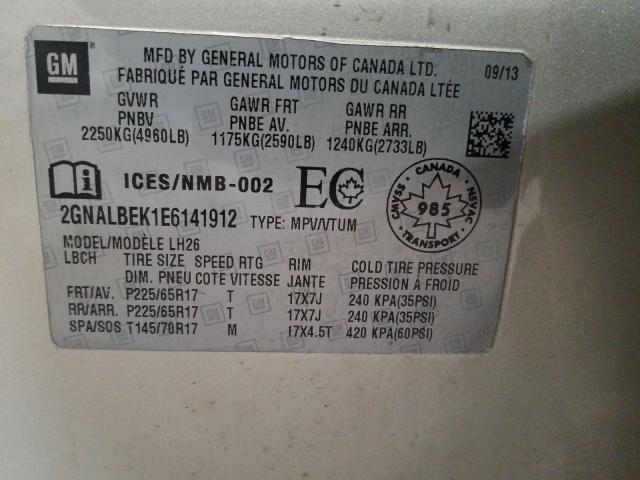 GM
MFD BY GENERAL MOTORS OF CANADA LTD. 09/13
FABRIQUÉ PAR GENERAL MOTORS DU CANADA LTÉE
GVWR GAWR FRT GAWR RR
PNBV PNBE AV. PNBE ARR.
2250KG(4960LB) 1175KG(2590LB) 1240KG(2733LB)
ICES/NMB-002 EC
CANADA CMVSS NSVAC 985 TRANSPORT
2GNALBEK1E6141912 TYPE: MPV/VTUM
MODEL/MODÈLE LH26
LBCH TIRE SIZE SPEED RTG RIM COLD TIRE PRESSURE
DIM. PNEU COTE VITESSE JANTE PRESSION À FROID
FRT/AV. P225/65R17 T 17X7J 240 KPA(35PSI)
RR/ARR. P225/65R17 T 17X7J 240 KPA(35PSI)
SPA/SOS T145/70R17 M 17X4.5T 420 KPA(60PSI)